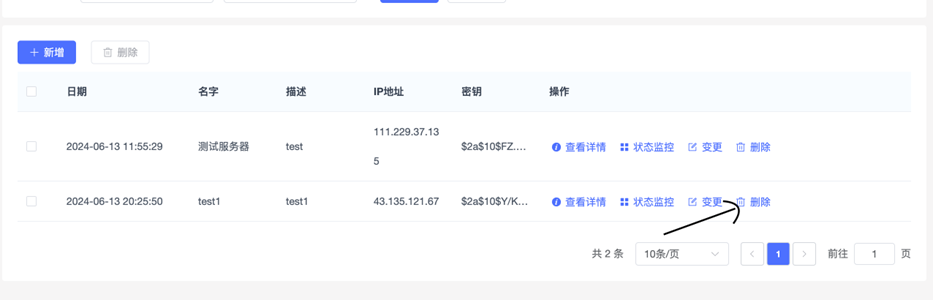 新增 删除
日期 名字 描述 IP地址 密钥 操作
2024-06-13 11:55:29 测试服务器 test 111.229.37.13 $2a$10$FZ.... 查看详情 状态监控 变更 删除
5
2024-06-13 20:25:50 test1 test1 43.135.121.67 $2a$10$Y/K... 查看详情 状态监控 变更 删除
共 2 条 10条/页 1 前往 1 页